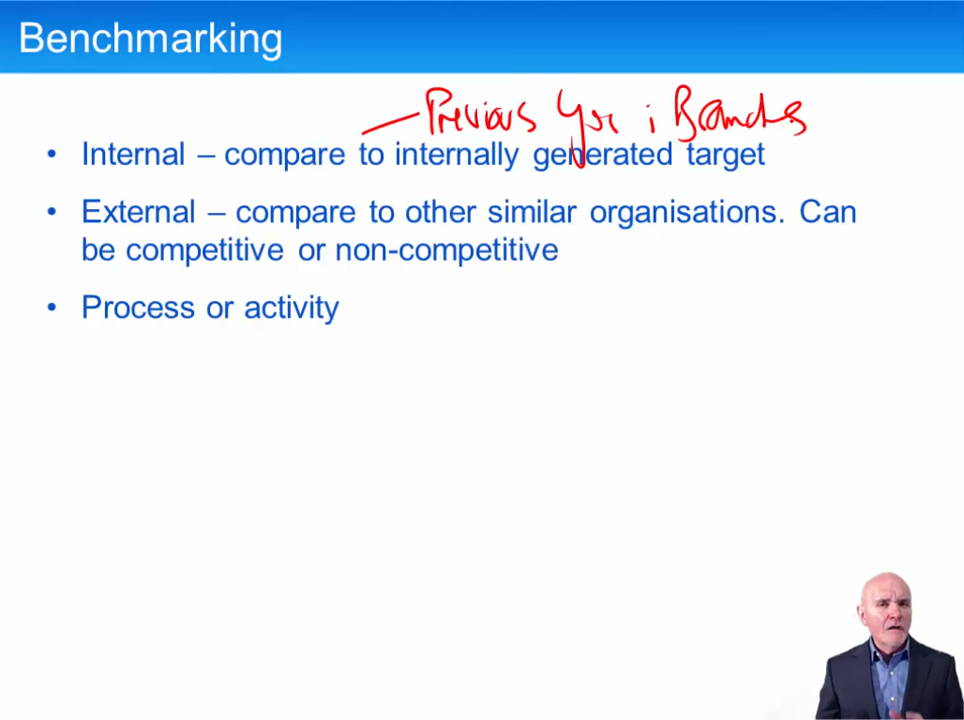 Benchmarking
Previous Year ; Branches
• Internal – compare to internally generated target
• External – compare to other similar organisations. Can
be competitive or non-competitive
• Process or activity